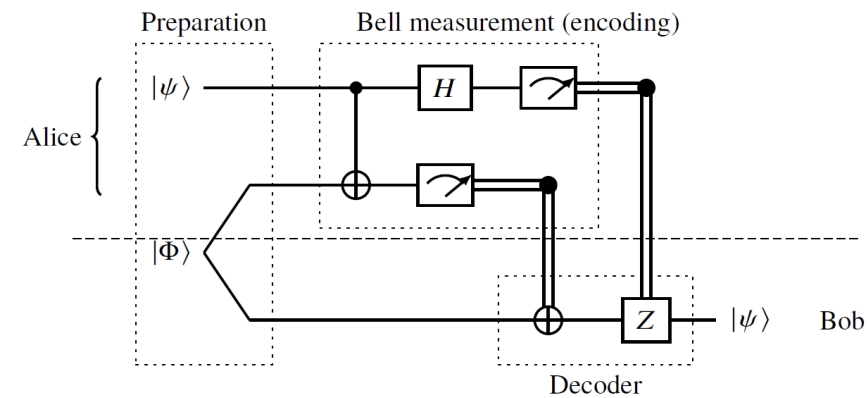 Preparation
Bell measurement (encoding)
|ψ⟩
H
Alice
|Φ⟩
Z
|ψ⟩
Bob
Decoder